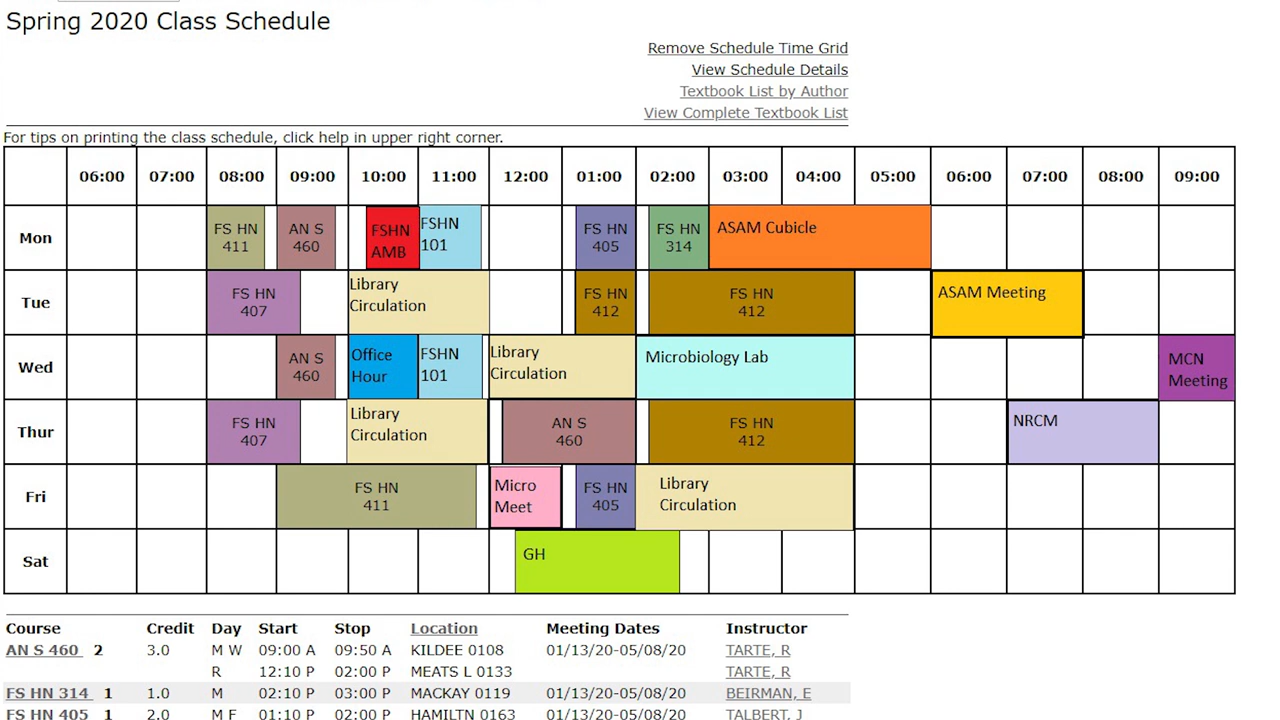 Spring 2020 Class Schedule
Remove Schedule Time Grid
View Schedule Details
Textbook List by Author
View Complete Textbook List
For tips on printing the class schedule, click help in upper right corner.
06:00 07:00 08:00 09:00 10:00 11:00 12:00 01:00 02:00 03:00 04:00 05:00 06:00 07:00 08:00 09:00
Mon
FS HN
411
AN S
460
FSHN
AMB
FSHN
101
FS HN
405
FS HN
314
ASAM Cubicle
Tue
FS HN
407
Library
Circulation
FS HN
412
FS HN
412
ASAM Meeting
Wed
AN S
460
Office
Hour
FSHN
101
Library
Circulation
Microbiology Lab
MCN
Meeting
Thur
FS HN
407
Library
Circulation
AN S
460
FS HN
412
NRCM
Fri
FS HN
411
Micro
Meet
FS HN
405
Library
Circulation
Sat
GH
Course Credit Day Start Stop Location Meeting Dates Instructor
AN S 460 2 3.0 M W 09:00 A 09:50 A KILDEE 0108 01/13/20-05/08/20 TARTE, R
R 12:10 P 02:00 P MEATS L 0133 TARTE, R
FS HN 314 1 1.0 M 02:10 P 03:00 P MACKAY 0119 01/13/20-05/08/20 BEIRMAN, E
FS HN 405 1 2.0 M F 01:10 P 02:00 P HAMILTN 0163 01/13/20-05/08/20 TALBERT, J